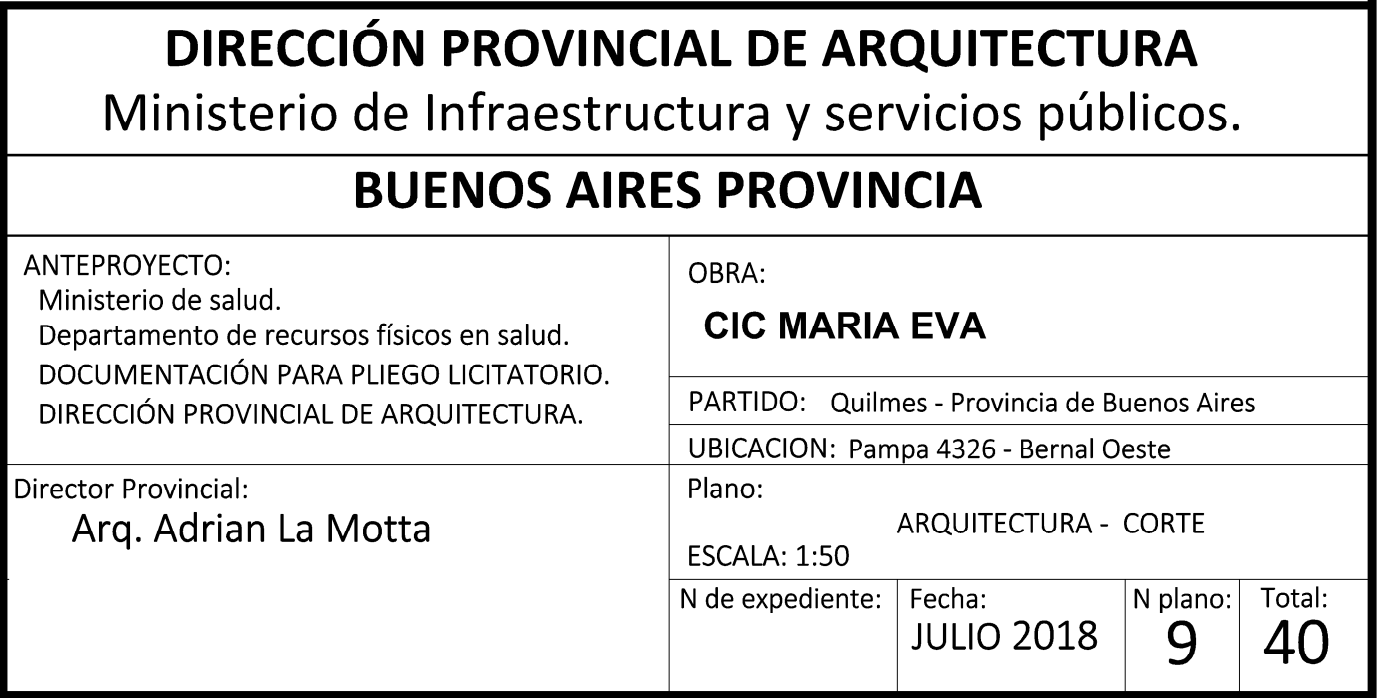 DIRECCIÓN PROVINCIAL DE ARQUITECTURA
Ministerio de Infraestructura y servicios públicos.
BUENOS AIRES PROVINCIA
ANTEPROYECTO:
Ministerio de salud.
Departamento de recursos físicos en salud.
DOCUMENTACIÓN PARA PLIEGO LICITATORIO.
DIRECCIÓN PROVINCIAL DE ARQUITECTURA.
OBRA:
CIC MARIA EVA
PARTIDO: Quilmes - Provincia de Buenos Aires
UBICACION: Pampa 4326 - Bernal Oeste
Director Provincial:
Arq. Adrian La Motta
Plano:
ARQUITECTURA - CORTE
ESCALA: 1:50
N de expediente:
Fecha:
JULIO 2018
N plano:
9
Total:
40